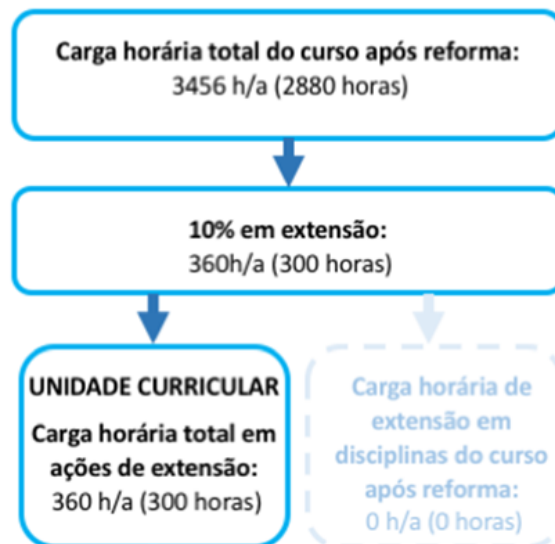 Carga horária total do curso após reforma:
3456 h/a (2880 horas)
10% em extensão:
360h/a (300 horas)
UNIDADE CURRICULAR
Carga horária total em
ações de extensão:
360 h/a (300 horas)
Carga horária de
extensão em
disciplinas do curso
após reforma:
0 h/a (0 horas)